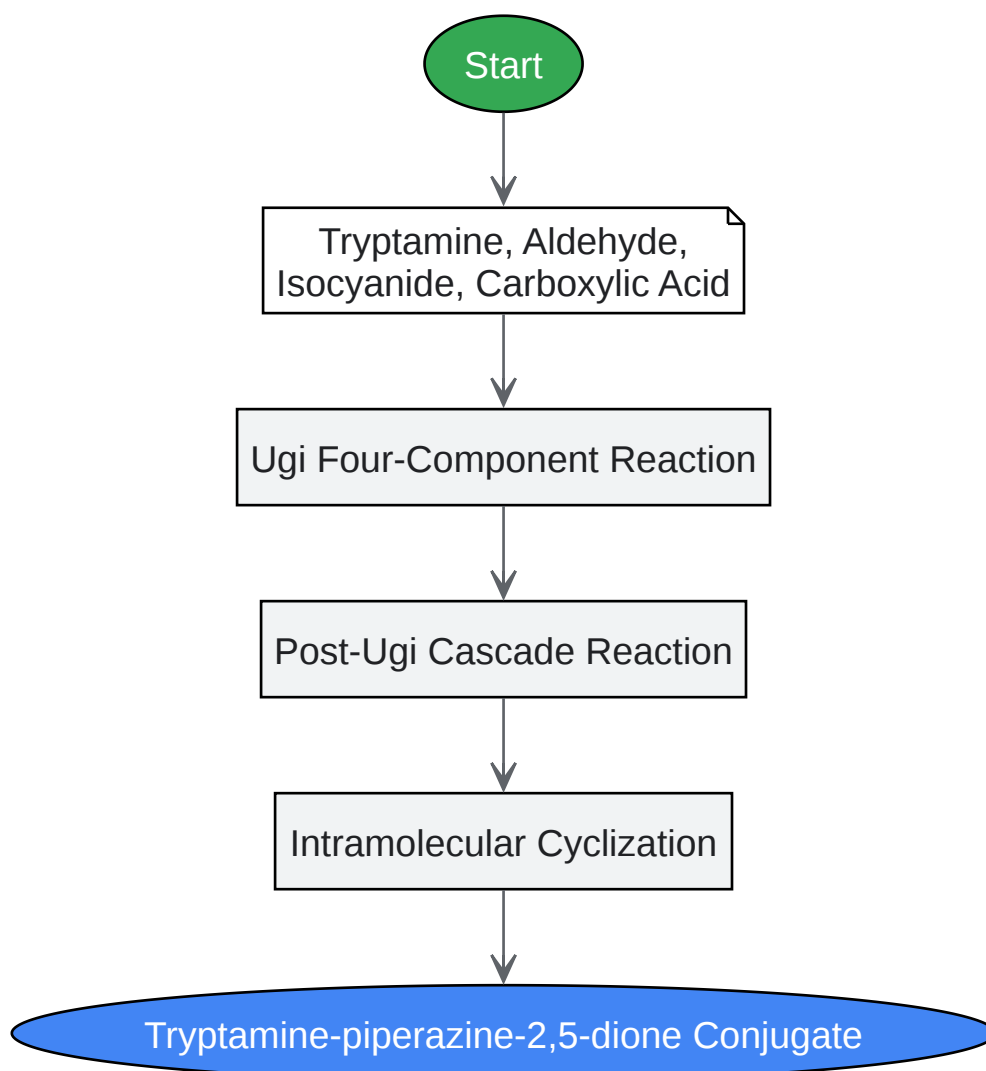 Start
Tryptamine, Aldehyde,
Isocyanide, Carboxylic Acid
Ugi Four-Component Reaction
Post-Ugi Cascade Reaction
Intramolecular Cyclization
Tryptamine-piperazine-2,5-dione Conjugate